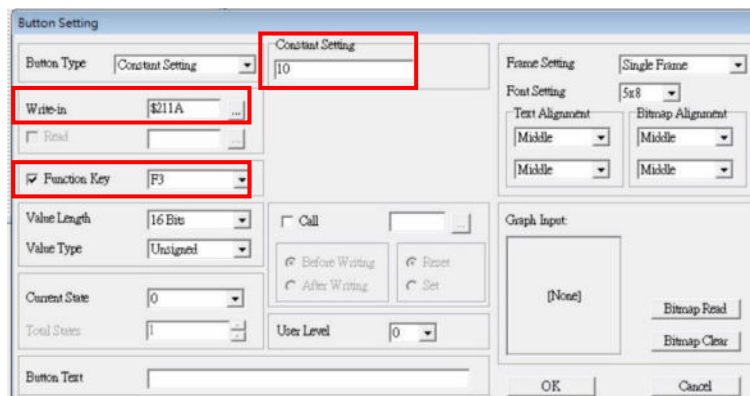 Button Setting
Button Type Constant Setting
Constant Setting
10
Frame Setting Single Frame
Font Setting 5x8
Write-in $211A ...
Read ...
Text Alignment Bitmap Alignment
Middle Middle
Middle Middle
Function Key F3
Value Length 16 Bits
Value Type Unsigned
Call ...
Before Writing Reset
After Writing Set
Graph Input:
[None]
Current State 0
Total States 1
User Level 0
Bitmap Read
Bitmap Clear
Button Text
OK Cancel